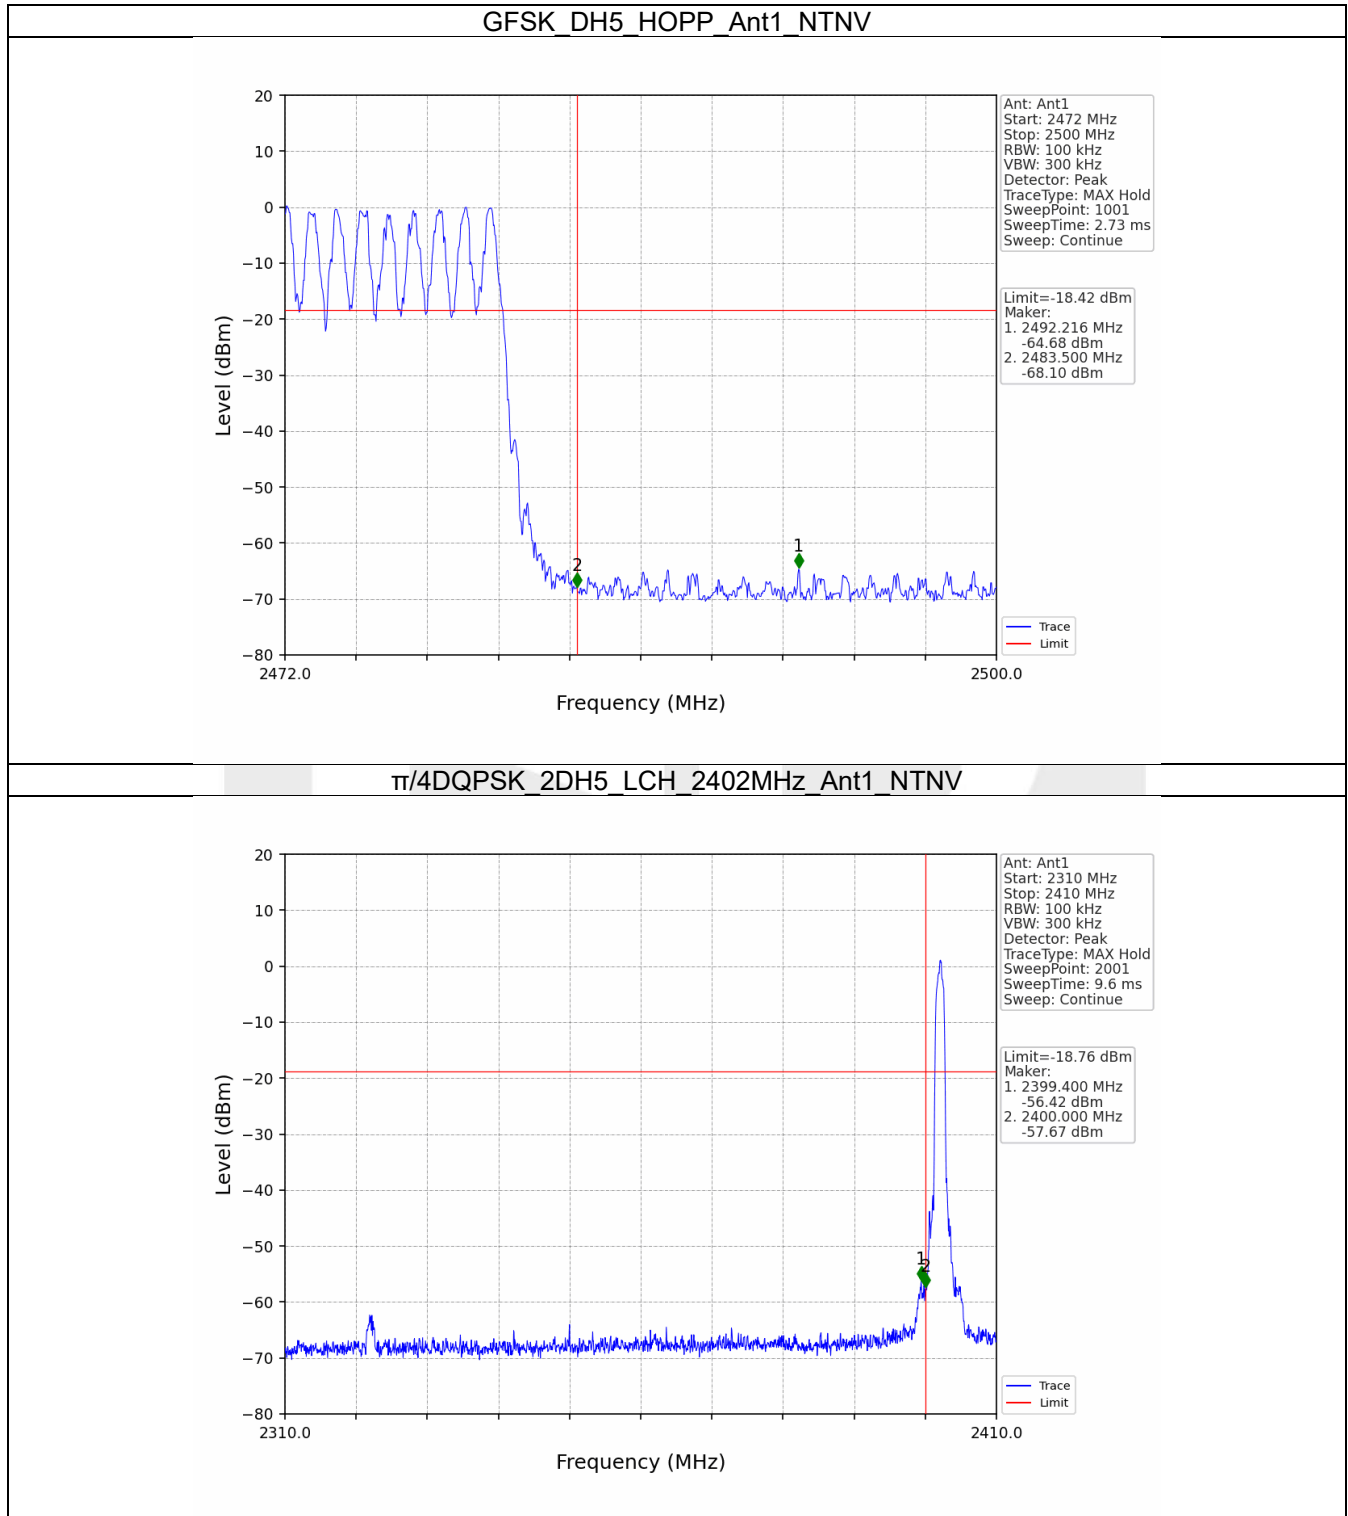 GFSK_DH5_HOPP_Ant1_NTNV
20
10
0
−10
−20
−30
−40
−50
−60
−70
−80
Level (dBm)
2472.0
2500.0
Frequency (MHz)
1
2
Ant: Ant1
Start: 2472 MHz
Stop: 2500 MHz
RBW: 100 kHz
VBW: 300 kHz
Detector: Peak
TraceType: MAX Hold
SweepPoint: 1001
SweepTime: 2.73 ms
Sweep: Continue
Limit=-18.42 dBm
Maker:
1. 2492.216 MHz
-64.68 dBm
2. 2483.500 MHz
-68.10 dBm
Trace
Limit
π/4DQPSK_2DH5_LCH_2402MHz_Ant1_NTNV
20
10
0
−10
−20
−30
−40
−50
−60
−70
−80
Level (dBm)
2310.0
2410.0
Frequency (MHz)
1
2
Ant: Ant1
Start: 2310 MHz
Stop: 2410 MHz
RBW: 100 kHz
VBW: 300 kHz
Detector: Peak
TraceType: MAX Hold
SweepPoint: 2001
SweepTime: 9.6 ms
Sweep: Continue
Limit=-18.76 dBm
Maker:
1. 2399.400 MHz
-56.42 dBm
2. 2400.000 MHz
-57.67 dBm
Trace
Limit